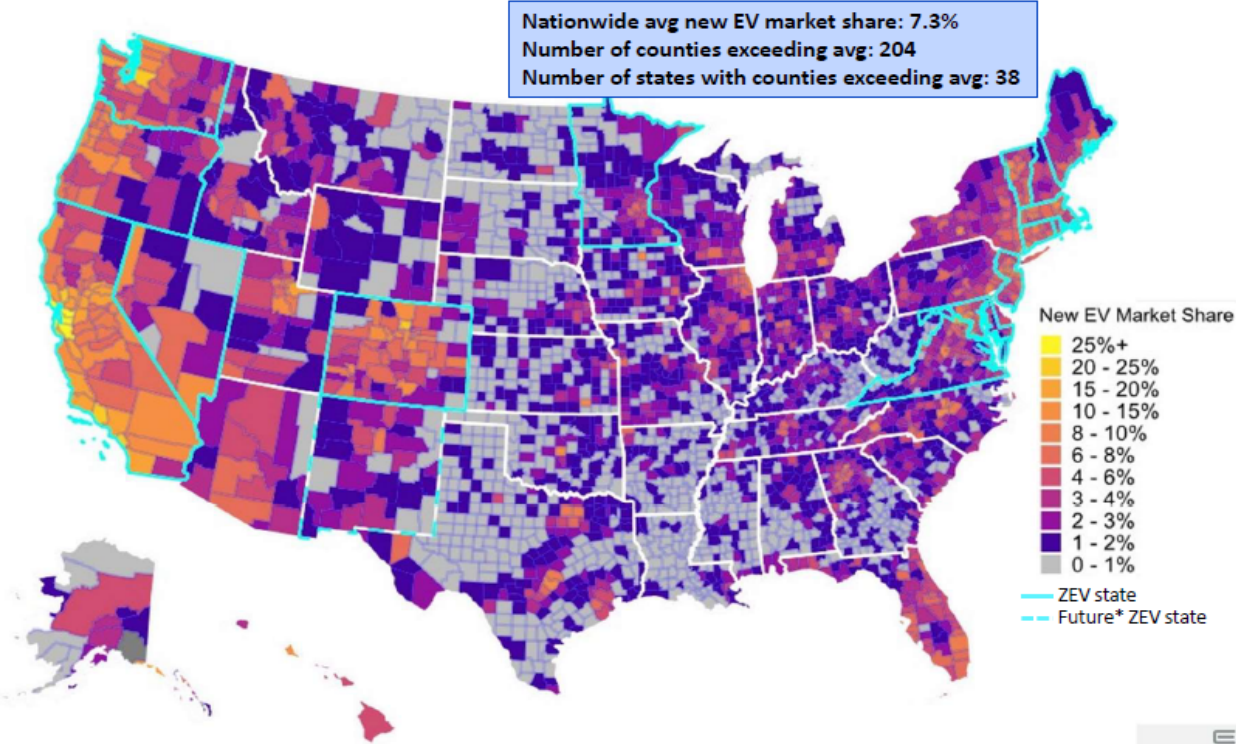 Nationwide avg new EV market share: 7.3%
Number of counties exceeding avg: 204
Number of states with counties exceeding avg: 38
New EV Market Share
25%+
20 - 25%
15 - 20%
10 - 15%
8 - 10%
6 - 8%
4 - 6%
3 - 4%
2 - 3%
1 - 2%
0 - 1%
ZEV state
Future* ZEV state